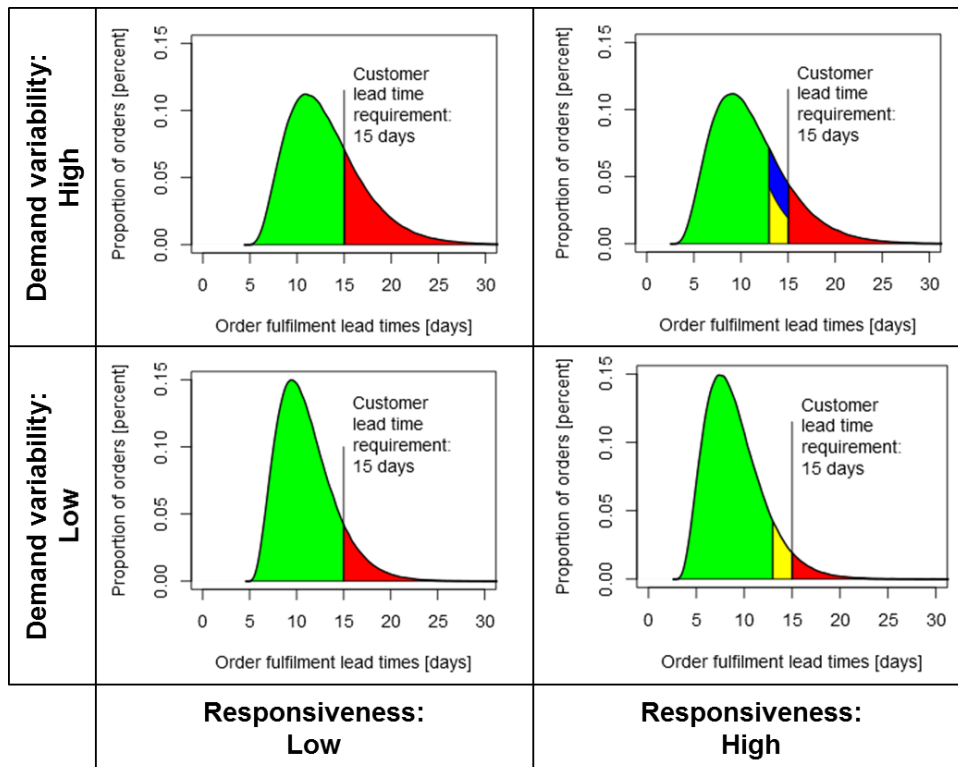 Demand variability:
High
Proportion of orders [percent]
0.15
0.10
0.05
0.00
Customer
lead time
requirement:
15 days
0 5 10 15 20 25 30
Order fulfilment lead times [days]
Proportion of orders [percent]
0.15
0.10
0.05
0.00
Customer
lead time
requirement:
15 days
0 5 10 15 20 25 30
Order fulfilment lead times [days]
Demand variability:
Low
Proportion of orders [percent]
0.15
0.10
0.05
0.00
Customer
lead time
requirement:
15 days
0 5 10 15 20 25 30
Order fulfilment lead times [days]
Proportion of orders [percent]
0.15
0.10
0.05
0.00
Customer
lead time
requirement:
15 days
0 5 10 15 20 25 30
Order fulfilment lead times [days]
Responsiveness:
Low
Responsiveness:
High